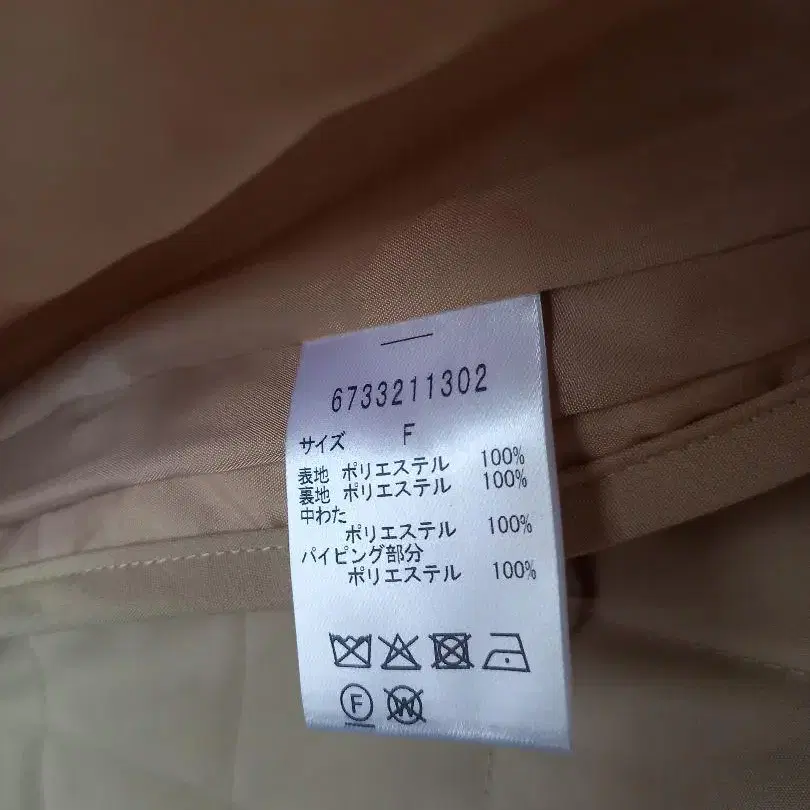 6733211302
サイズ F
表地 ポリエステル 100%
裏地 ポリエステル 100%
中わた
ポリエステル 100%
パイピング部分
ポリエステル 100%
F W